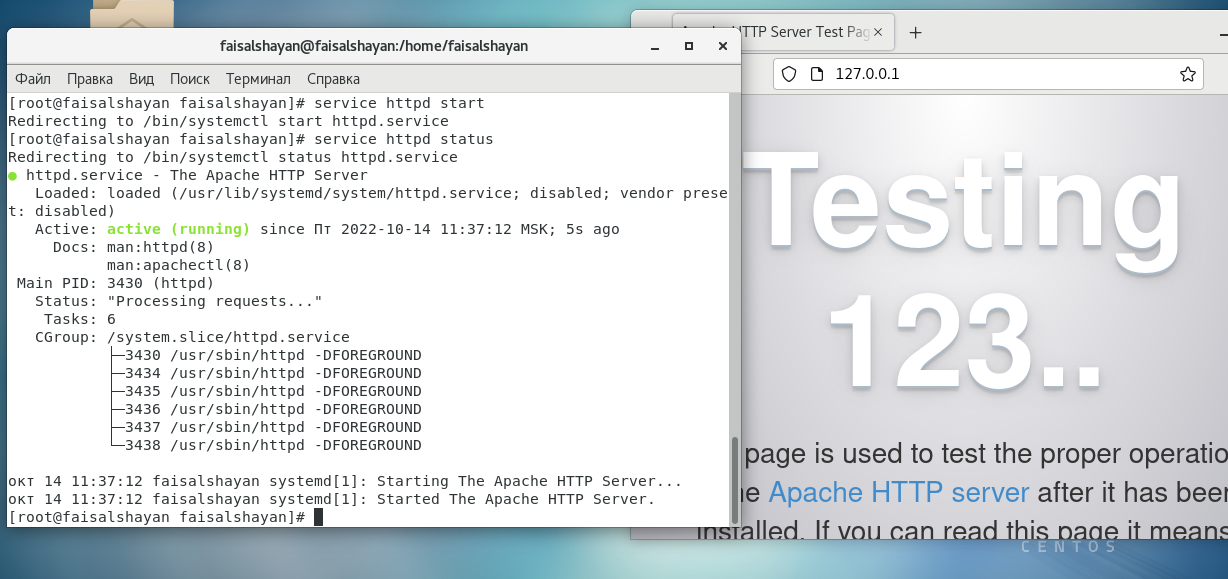 faisalshayan@faisalshayan:/home/faisalshayan
Файл Правка Вид Поиск Терминал Справка
[root@faisalshayan faisalshayan]# service httpd start
Redirecting to /bin/systemctl start httpd.service
[root@faisalshayan faisalshayan]# service httpd status
Redirecting to /bin/systemctl status httpd.service
● httpd.service - The Apache HTTP Server
   Loaded: loaded (/usr/lib/systemd/system/httpd.service; disabled; vendor prese
t: disabled)
   Active: active (running) since Пт 2022-10-14 11:37:12 MSK; 5s ago
     Docs: man:httpd(8)
           man:apachectl(8)
 Main PID: 3430 (httpd)
   Status: "Processing requests..."
    Tasks: 6
   CGroup: /system.slice/httpd.service
           ├─3430 /usr/sbin/httpd -DFOREGROUND
           ├─3434 /usr/sbin/httpd -DFOREGROUND
           ├─3435 /usr/sbin/httpd -DFOREGROUND
           ├─3436 /usr/sbin/httpd -DFOREGROUND
           ├─3437 /usr/sbin/httpd -DFOREGROUND
           └─3438 /usr/sbin/httpd -DFOREGROUND
окт 14 11:37:12 faisalshayan systemd[1]: Starting The Apache HTTP Server...
окт 14 11:37:12 faisalshayan systemd[1]: Started The Apache HTTP Server.
[root@faisalshayan faisalshayan]#
HTTP Server Test Pag
127.0.0.1
Testing
123..
page is used to test the proper operatio
Apache HTTP server after it has been
installed. If you can read this page it means
CENTOS